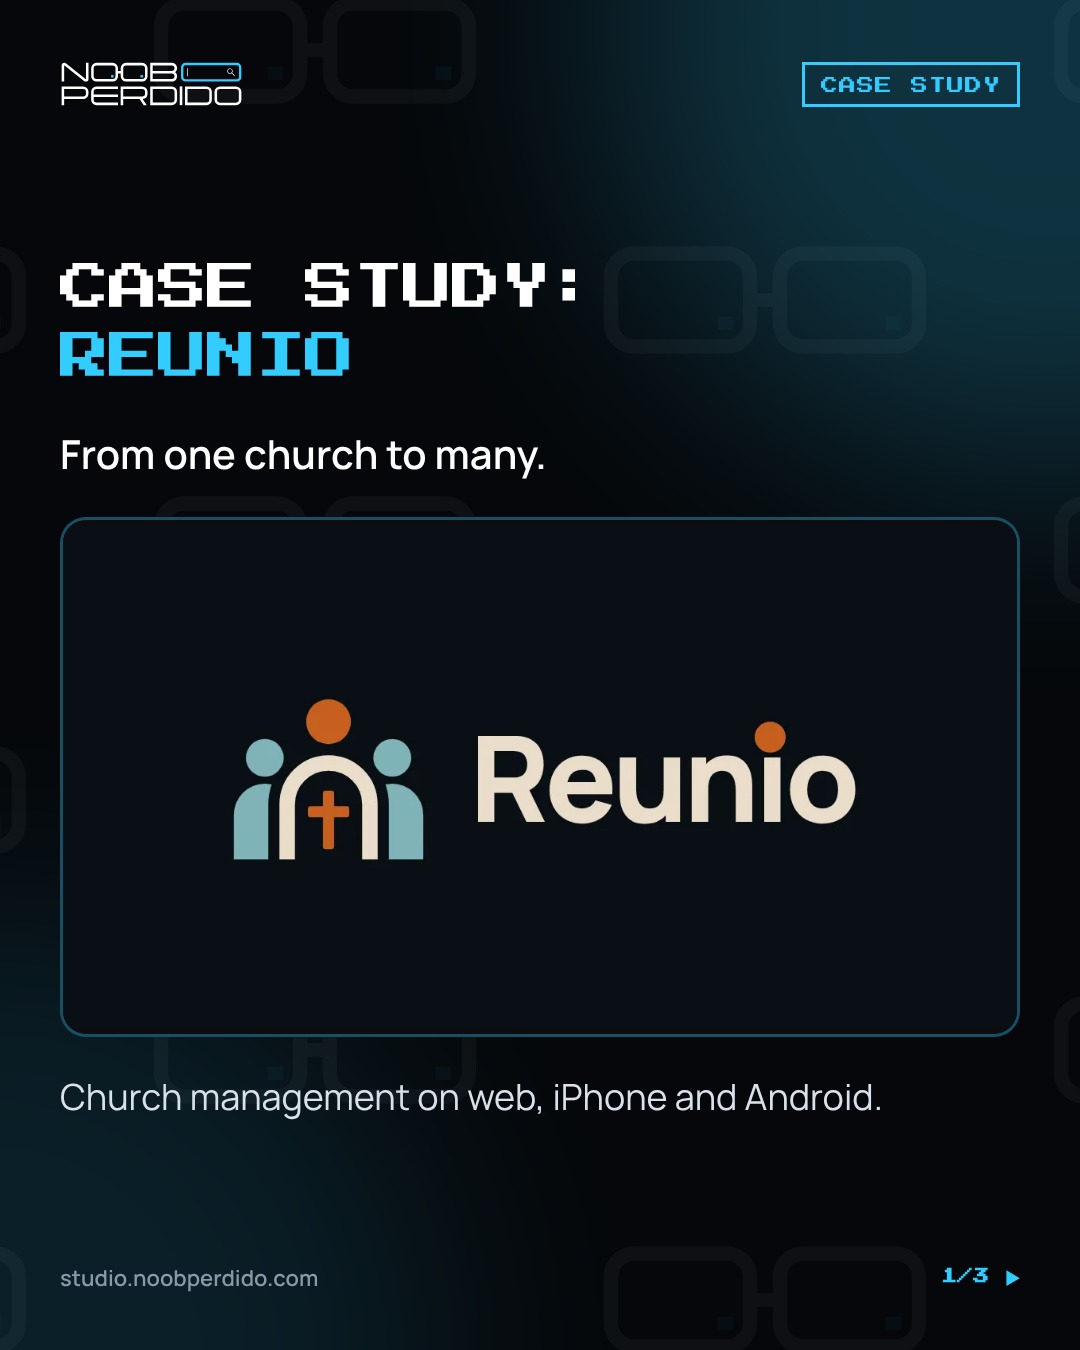 NOOB
PERDIDO
CASE STUDY
CASE STUDY:
REUNIO
From one church to many.
Reunio
Church management on web, iPhone and Android.
studio.noobperdido.com
1/3